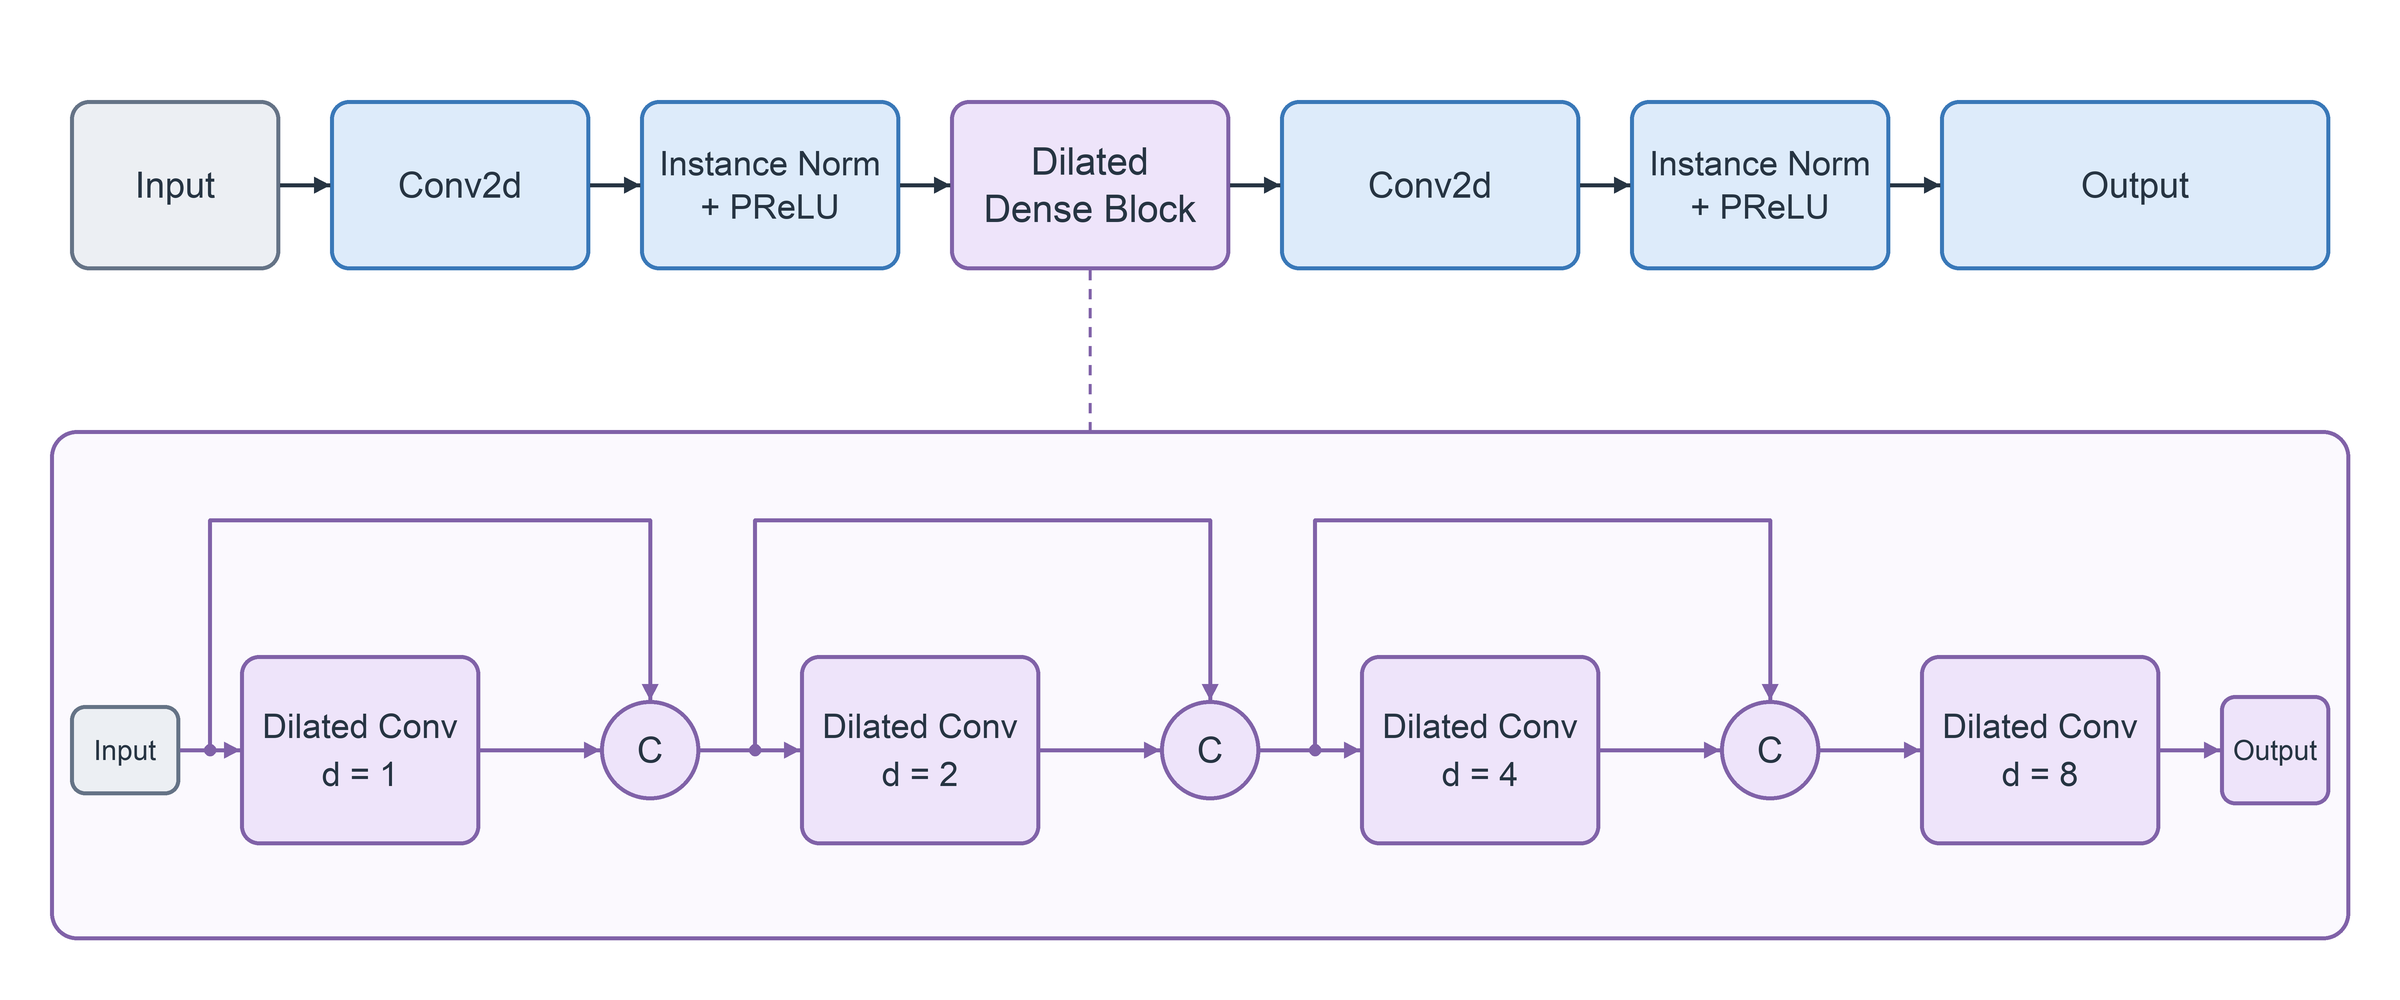 Input
Conv2d
Instance Norm
+ PReLU
Dilated
Dense Block
Conv2d
Instance Norm
+ PReLU
Output
Input
Dilated Conv
d = 1
C
Dilated Conv
d = 2
C
Dilated Conv
d = 4
C
Dilated Conv
d = 8
Output